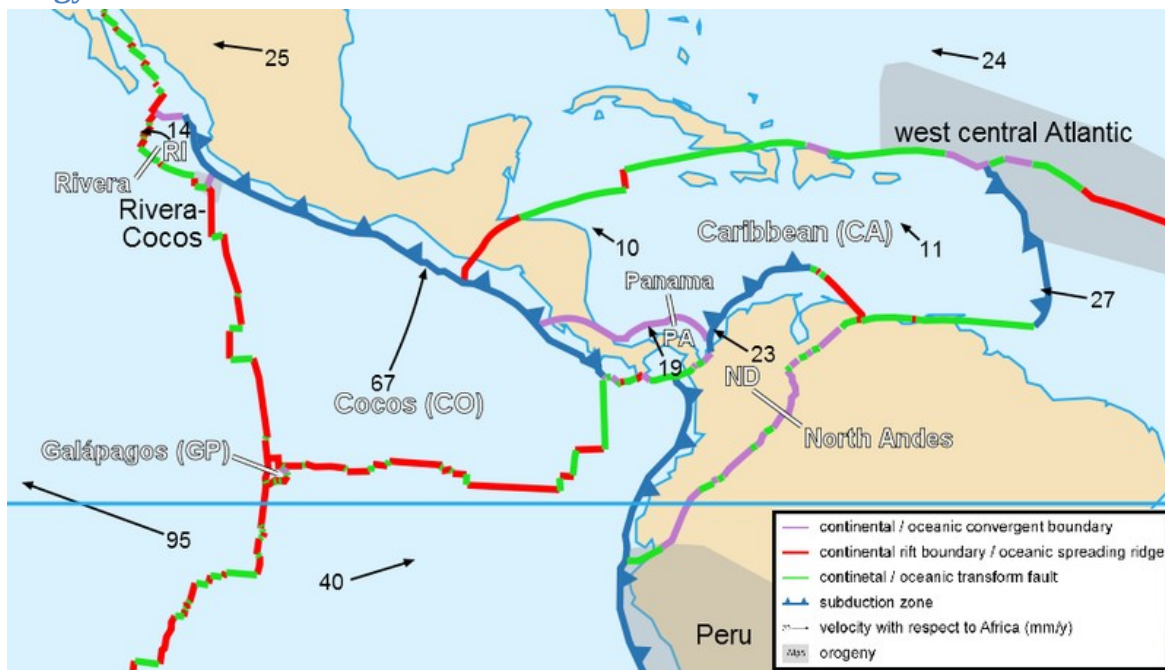 25
24
west central Atlantic
14
RI
Rivera
Rivera-
Cocos
10
Caribbean (CA)
11
Panama
PA
27
23
19
67
Cocos (CO)
ND
North Andes
Galápagos (GP)
95
40
Peru
continental / oceanic convergent boundary
continental rift boundary / oceanic spreading ridge
continetal / oceanic transform fault
subduction zone
velocity with respect to Africa (mm/y)
Alps orogeny